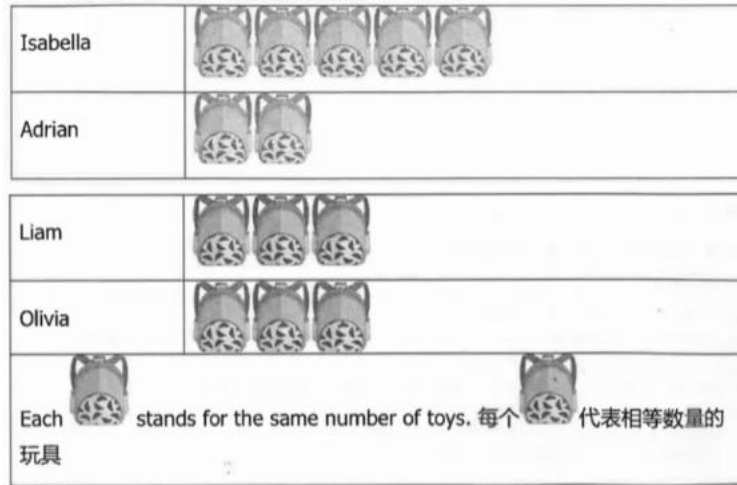 Isabella
Adrian
Liam
Olivia
Each stands for the same number of toys. 每个 代表相等数量的
玩具